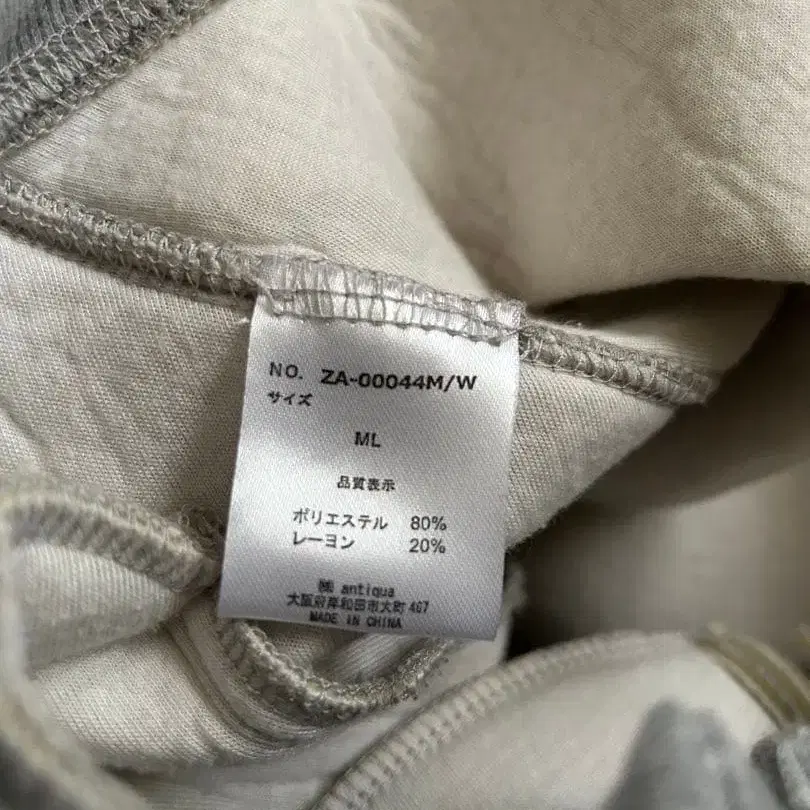 NO. ZA-00044M/W
サイズ
ML
品質表示
ポリエステル 80%
レーヨン 20%
㈱ antiqua
大阪府岸和田市大町467
MADE IN CHINA